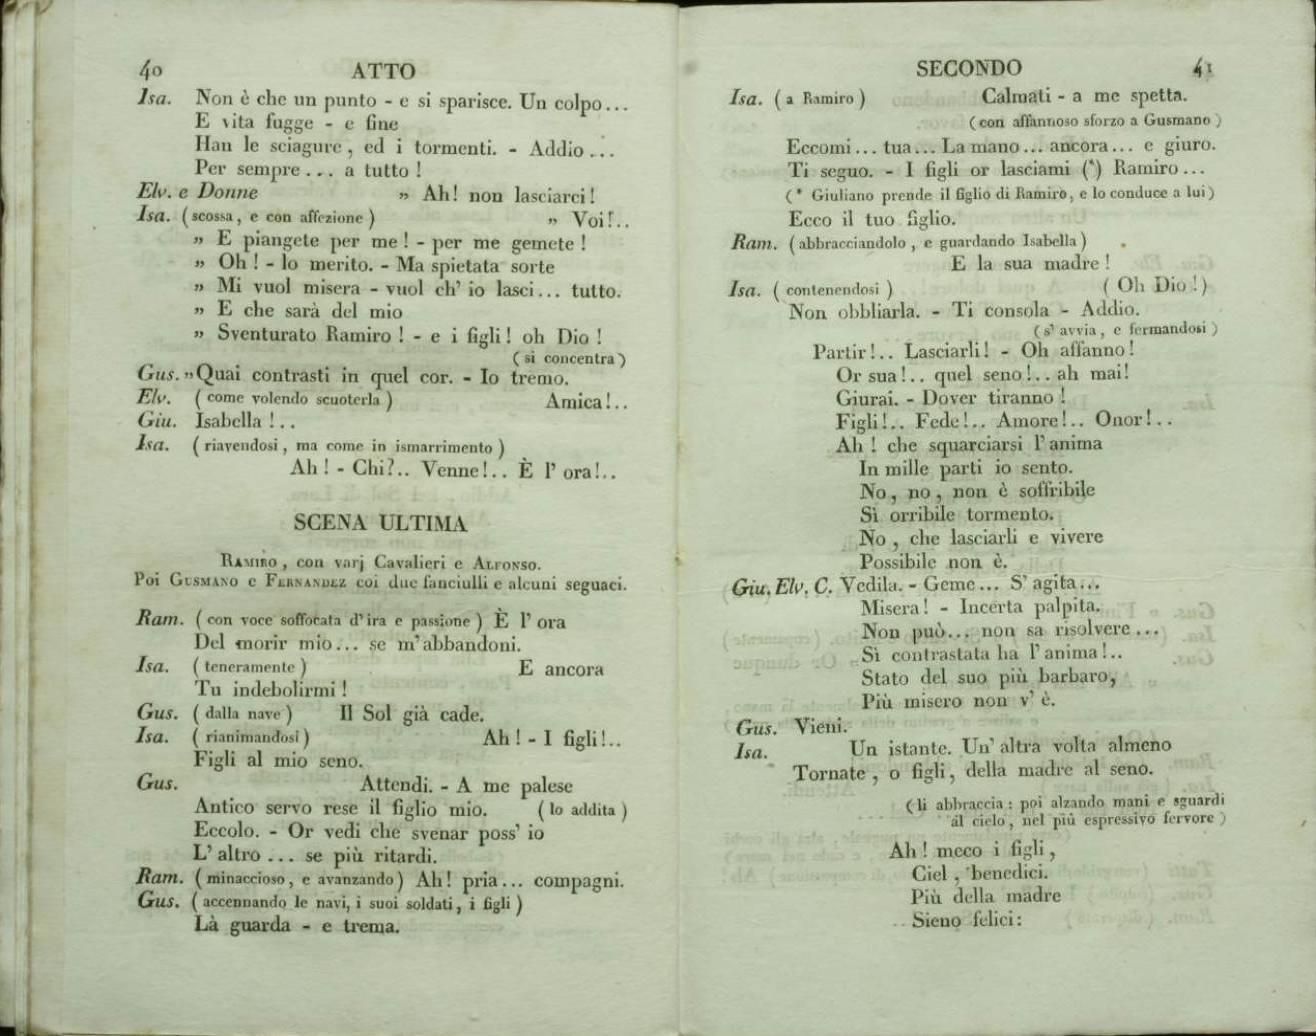 40 ATTO
Isa. Non è che un punto - e si sparisce. Un colpo...
E vita fugge - e fine
Han le sciagure, ed i tormenti. - Addio...
Per sempre... a tutto!
Elv. e Donne „ Ah! non lasciarci!
Isa. (scossa, e con affezione) „ Voi!..
„ E piangete per me! - per me gemete!
„ Oh! - lo merito. - Ma spietata sorte
„ Mi vuol misera - vuol ch' io lasci... tutto.
„ E che sarà del mio
„ Sventurato Ramiro! - e i figli! oh Dio!
(si concentra)
Gus. „ Quai contrasti in quel cor. - Io tremo.
Elv. (come volendo scuoterla) Amica!..
Giu. Isabella!..
Isa. (riavendosi, ma come in ismarrimento)
Ah! - Chi?.. Venne!.. È l' ora!..
SCENA ULTIMA
RAMIRO, con varj Cavalieri e ALFONSO.
Poi GUSMANO e FERNANDEZ coi due fanciulli e alcuni seguaci.
Ram. (con voce soffocata d' ira e passione) È l' ora
Del morir mio... se m' abbandoni.
Isa. (teneramente) E ancora
Tu indebolirmi!
Gus. (dalla nave) Il Sol già cade.
Isa. (rianimandosi) Ah! - I figli!..
Figli al mio seno.
Gus. Attendi. - A me palese
Antico servo rese il figlio mio. (lo addita)
Eccolo. - Or vedi che svenar poss' io
L' altro... se più ritardi.
Ram. (minaccioso, e avanzando) Ah! pria... compagni.
Gus. (accennando le navi, i suoi soldati, i figli)
Là guarda - e trema.
SECONDO 41
Isa. (a Ramiro) Calmati - a me spetta.
(con affannoso sforzo a Gusmano)
Eccomi... tua... La mano... ancora... e giuro.
Ti seguo. - I figli or lasciami (*) Ramiro...
(* Giuliano prende il figlio di Ramiro, e lo conduce a lui)
Ecco il tuo figlio.
Ram. (abbracciandolo, e guardando Isabella)
E la sua madre!
Isa. (contenendosi) (Oh Dio!)
Non obbliarla. - Ti consola - Addio.
(s' avvia, e fermandosi)
Partir!.. Lasciarli! - Oh affanno!
Or sua!.. quel seno!.. ah mai!
Giurai. - Dover tiranno!
Figli!.. Fede!.. Amore!.. Onor!..
Ah! che squarciarsi l' anima
In mille parti io sento.
No, no, non è soffribile
Sì orribile tormento.
No, che lasciarli e vivere
Possibile non è.
Giu. Elv. C. Vedila. - Geme... S' agita...
Misera! - Incerta palpita.
Non può... non sa risolvere...
Sì contrastata ha l' anima!..
Stato del suo più barbaro,
Più misero non v' è.
Gus. Vieni.
Isa. Un istante. Un' altra volta almeno
Tornate, o figli, della madre al seno.
(li abbraccia: poi alzando mani e sguardi
al cielo, nel più espressivo fervore)
Ah! meco i figli,
Ciel, benedici.
Più della madre
Sieno felici: